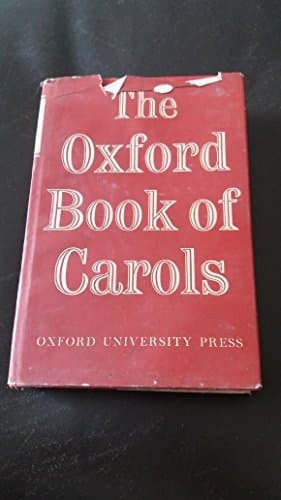 The
Oxford
Book of
Carols
OXFORD UNIVERSITY PRESS